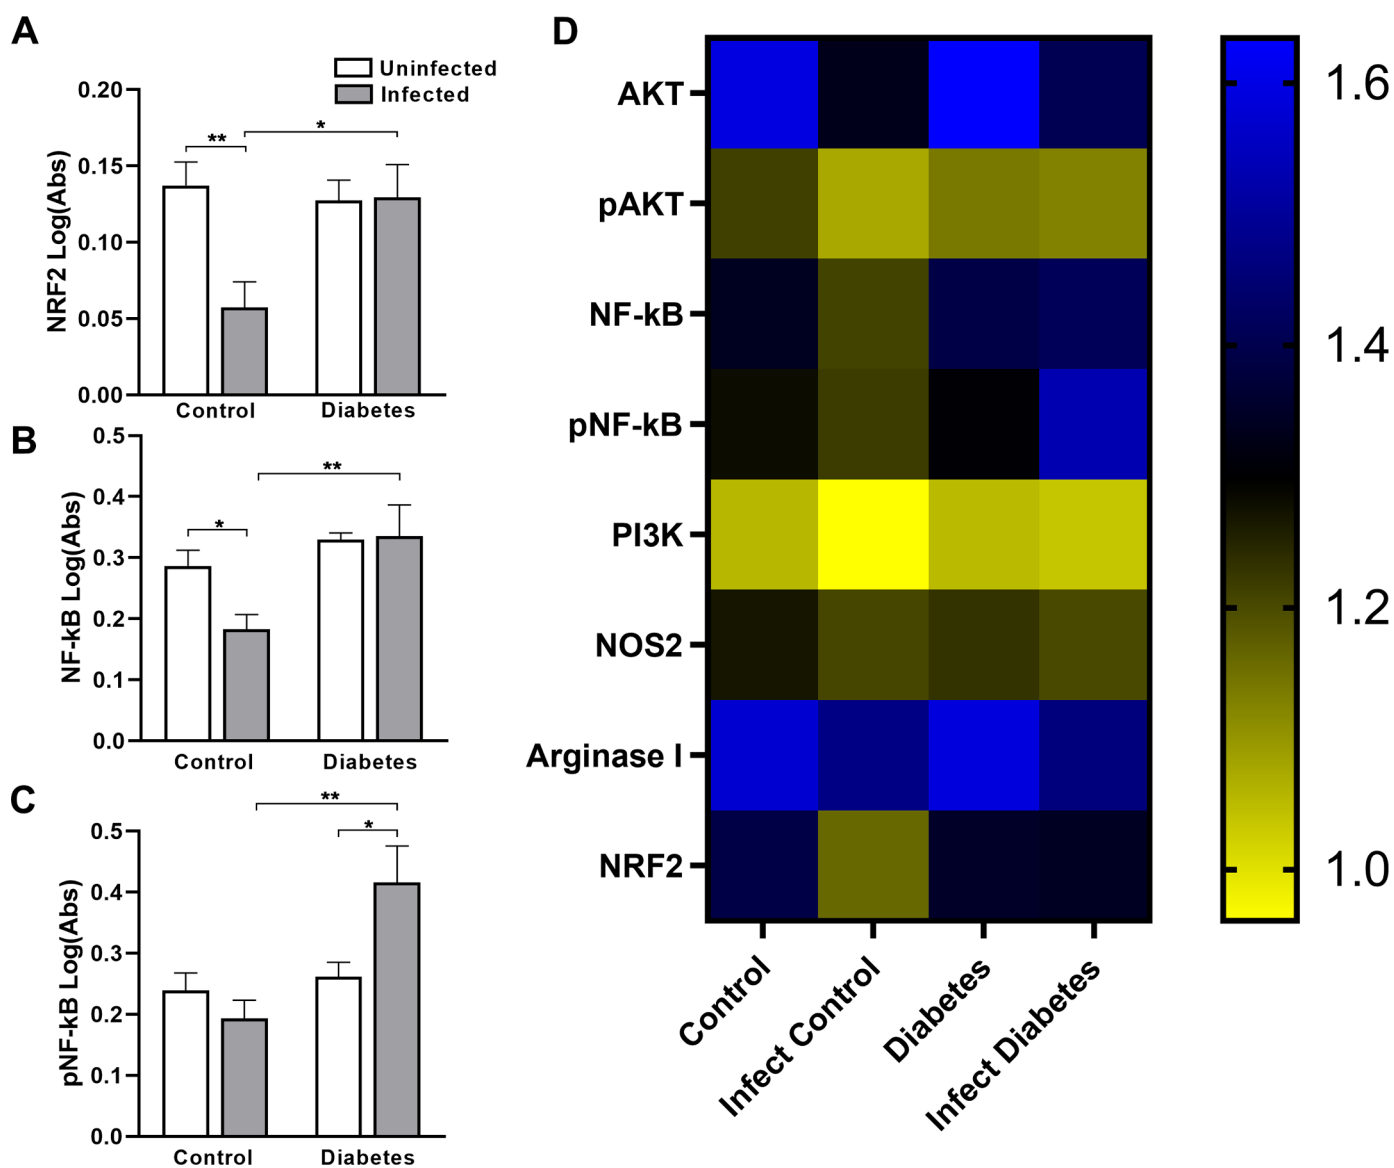 A
Uninfected
Infected
NRF2 Log(Abs)
0.20
0.15
0.10
0.05
0.00
**
*
Control
Diabetes
B
NF-kB Log(Abs)
0.5
0.4
0.3
0.2
0.1
0.0
*
**
Control
Diabetes
C
pNF-kB Log(Abs)
0.5
0.4
0.3
0.2
0.1
0.0
**
*
Control
Diabetes
D
AKT
pAKT
NF-kB
pNF-kB
PI3K
NOS2
Arginase I
NRF2
Control
Infect Control
Diabetes
Infect Diabetes
1.6
1.4
1.2
1.0